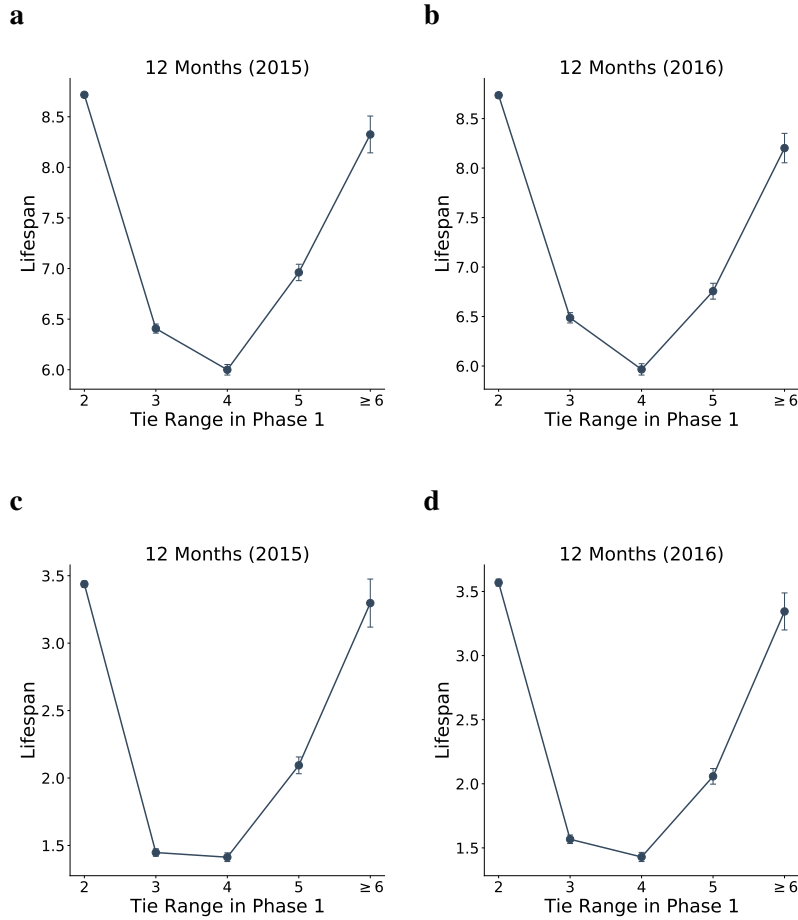 a
12 Months (2015)
Lifespan
8.5
8.0
7.5
7.0
6.5
6.0
2 3 4 5 ≥6
Tie Range in Phase 1
b
12 Months (2016)
Lifespan
8.5
8.0
7.5
7.0
6.5
6.0
2 3 4 5 ≥6
Tie Range in Phase 1
c
12 Months (2015)
Lifespan
3.5
3.0
2.5
2.0
1.5
2 3 4 5 ≥6
Tie Range in Phase 1
d
12 Months (2016)
Lifespan
3.5
3.0
2.5
2.0
1.5
2 3 4 5 ≥6
Tie Range in Phase 1